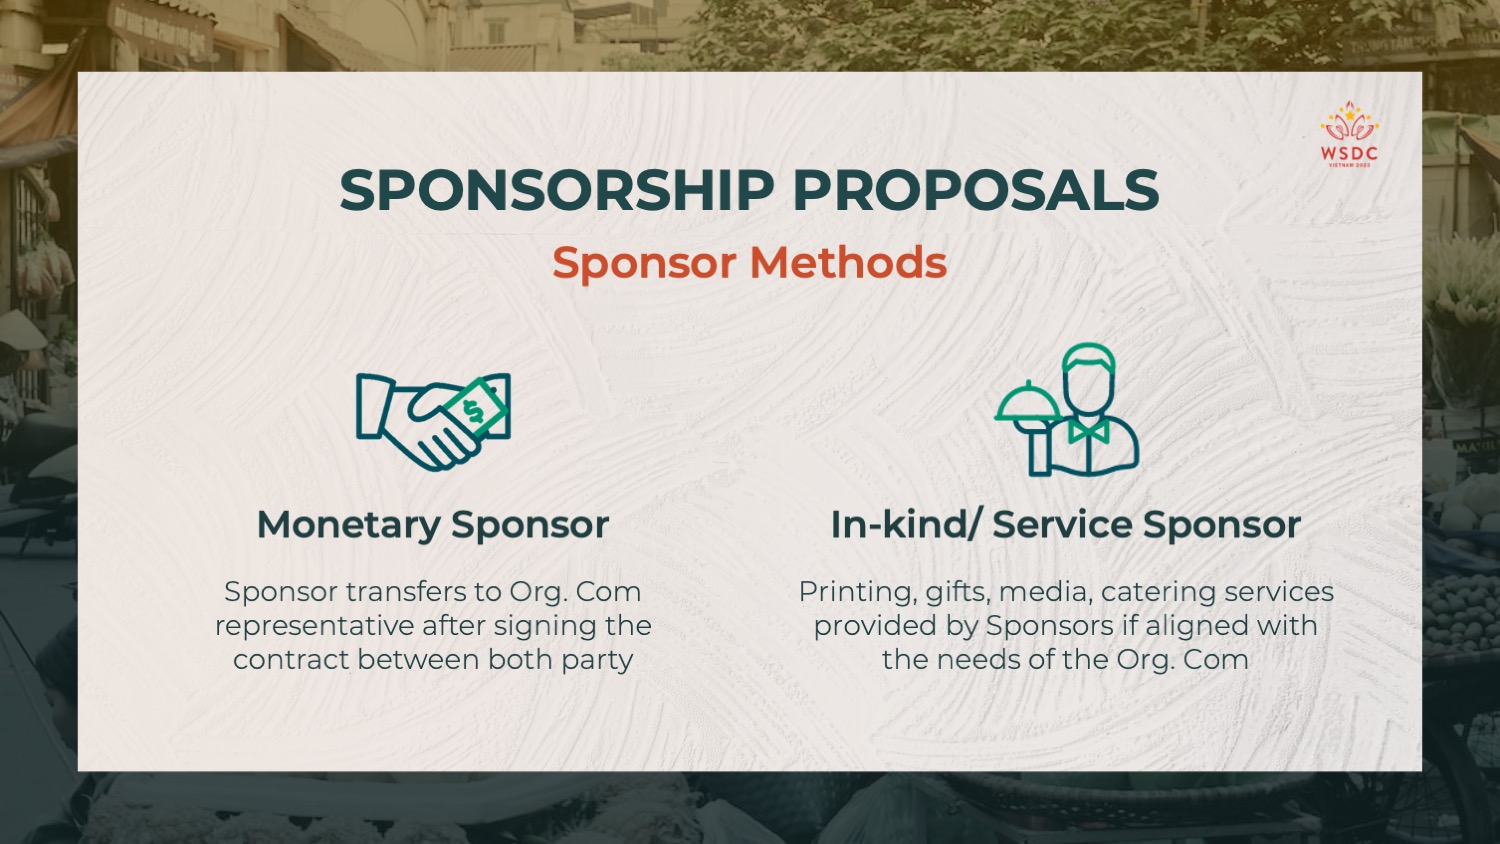 WSDC
VIETNAM 2023
SPONSORSHIP PROPOSALS
Sponsor Methods
$
Monetary Sponsor
Sponsor transfers to Org. Com
representative after signing the
contract between both party
In-kind/ Service Sponsor
Printing, gifts, media, catering services
provided by Sponsors if aligned with
the needs of the Org. Com